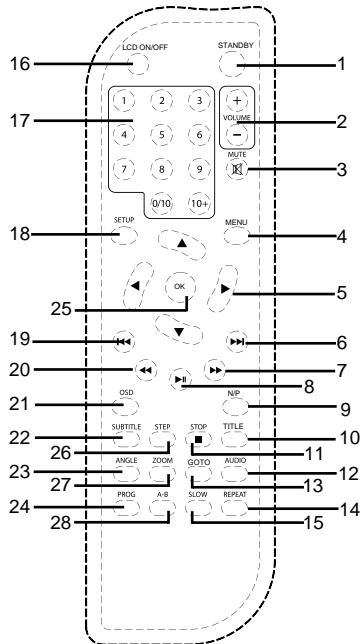 LCD ON/OFF STANDBY
16 1
1 2 3 +
17 VOLUME 2
4 5 6 −
MUTE
7 8 9 3
0/10 10+
SETUP MENU
18 4
OK
25 5
19 6
20 7
8
OSD N/P
21 9
SUBTITLE STEP STOP TITLE
22 10
26 11
ANGLE ZOOM GOTO AUDIO
23 12
27 13
PROG A-B SLOW REPEAT
24 14
28 15